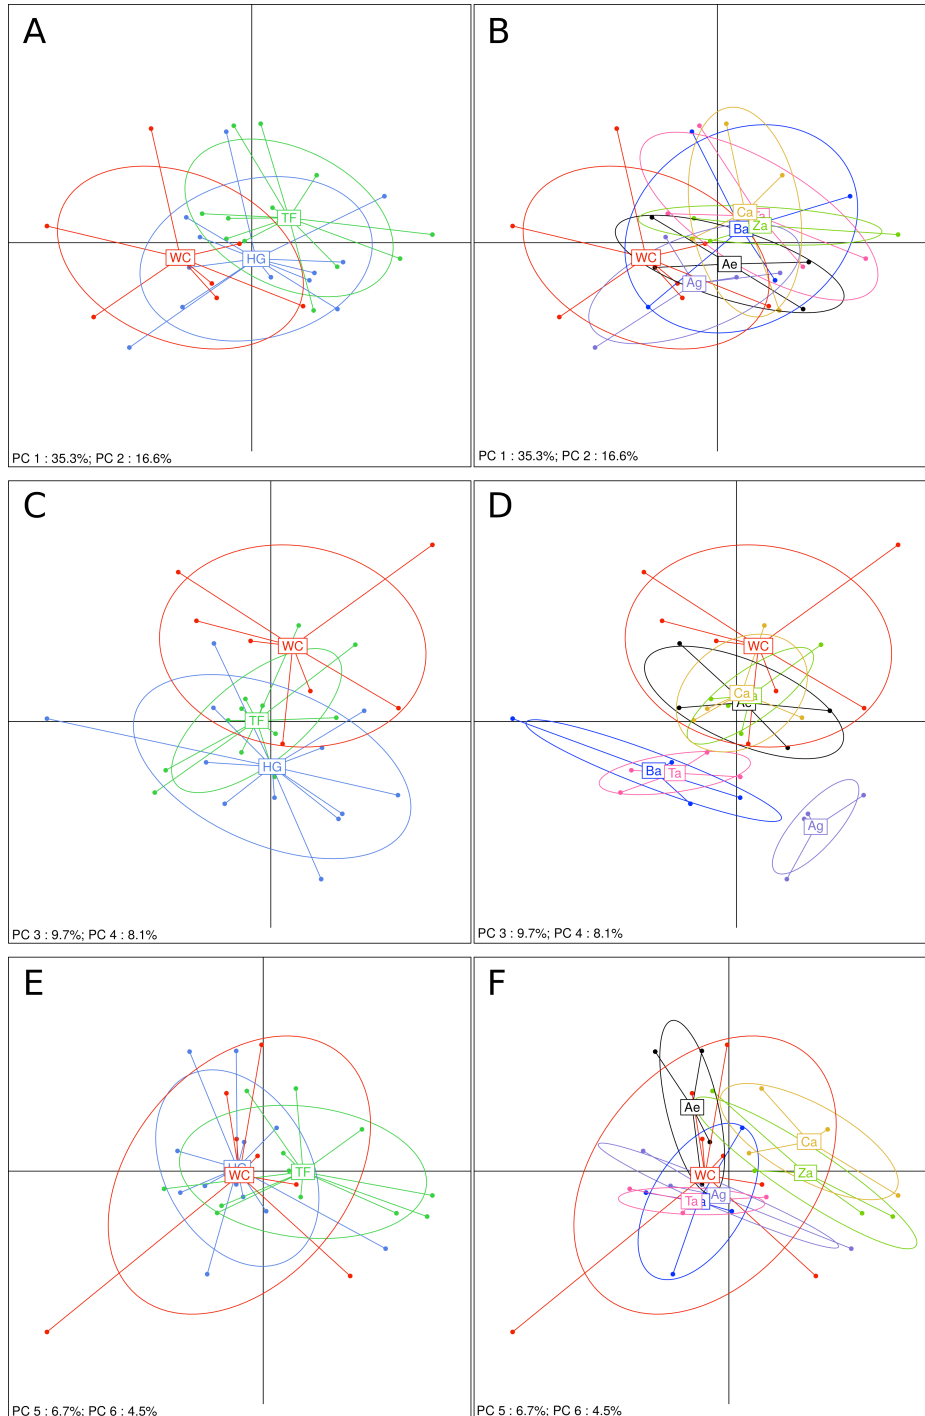 A
TF
WC
HG
PC 1 : 35.3%; PC 2 : 16.6%
B
Ca
Za
Ba
WC
Ae
Ag
PC 1 : 35.3%; PC 2 : 16.6%
C
WC
TF
HG
PC 3 : 9.7%; PC 4 : 8.1%
D
WC
Ca
Ae
Ba Ta
Ag
PC 3 : 9.7%; PC 4 : 8.1%
E
HG
WC
TF
PC 5 : 6.7%; PC 6 : 4.5%
F
Ae
Ca
WC
Za
Ag
Ta
PC 5 : 6.7%; PC 6 : 4.5%